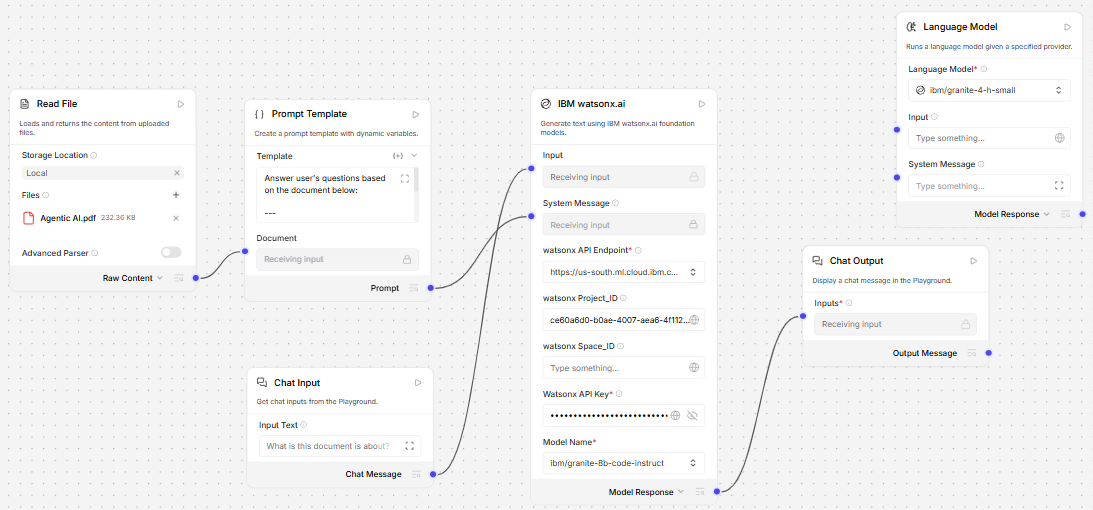 Read File
Loads and returns the content from uploaded
files.
Storage Location
Local
Files
Agentic AI.pdf 232.36 KB
Advanced Parser
Raw Content
Prompt Template
Create a prompt template with dynamic variables.
Template
Answer user's questions based
on the document below:
---
Document
Receiving input
Prompt
Chat Input
Get chat inputs from the Playground.
Input Text
What is this document is about?
Chat Message
IBM watsonx.ai
Generate text using IBM watsonx.ai foundation
models.
Input
Receiving input
System Message
Receiving input
watsonx API Endpoint*
https://us-south.ml.cloud.ibm.c...
watsonx Project_ID
ce60a6d0-b0ae-4007-aea6-4f112...
watsonx Space_ID
Type something...
Watsonx API Key*
••••••••••••••••••••••••••
Model Name*
ibm/granite-8b-code-instruct
Model Response
Language Model
Runs a language model given a specified provider.
Language Model*
ibm/granite-4-h-small
Input
Type something...
System Message
Type something...
Model Response
Chat Output
Display a chat message in the Playground.
Inputs*
Receiving input
Output Message